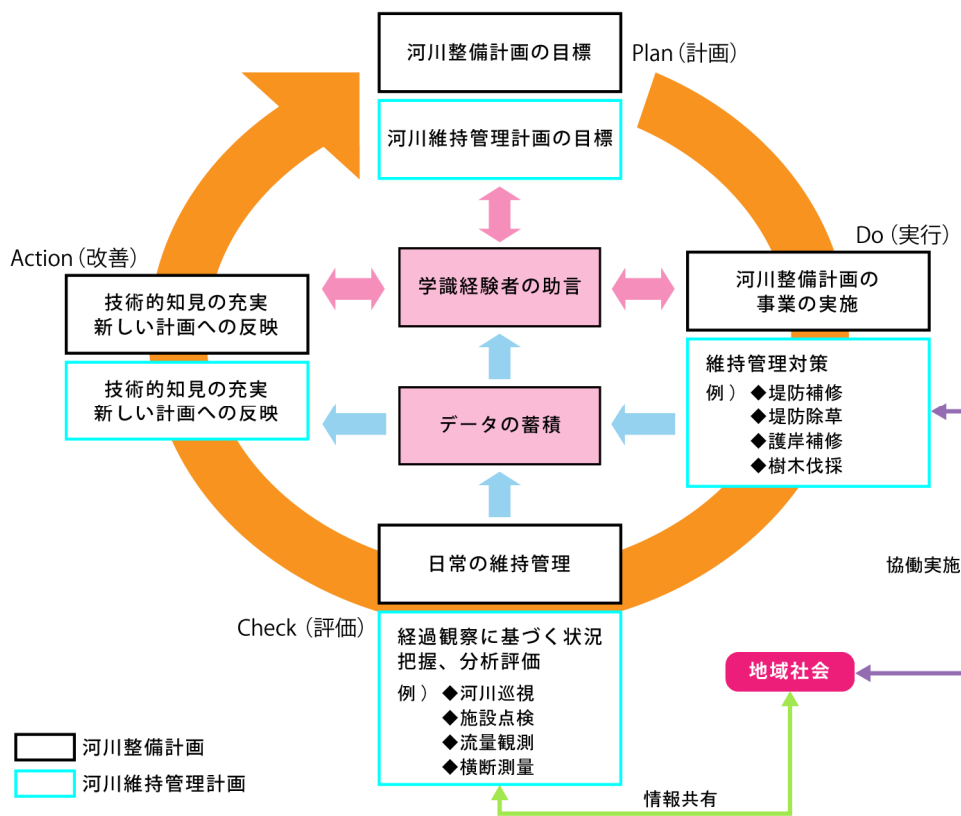 河川整備計画の目標
Plan（計画）
河川維持管理計画の目標
Do（実行）
Action（改善）
学識経験者の助言
河川整備計画の
事業の実施
技術的知見の充実
新しい計画への反映
維持管理対策
例）◆堤防補修
◆堤防除草
◆護岸補修
◆樹木伐採
技術的知見の充実
新しい計画への反映
データの蓄積
日常の維持管理
協働実施
Check（評価）
経過観察に基づく状況
把握、分析評価
例）◆河川巡視
◆施設点検
◆流量観測
◆横断測量
地域社会
河川整備計画
河川維持管理計画
情報共有